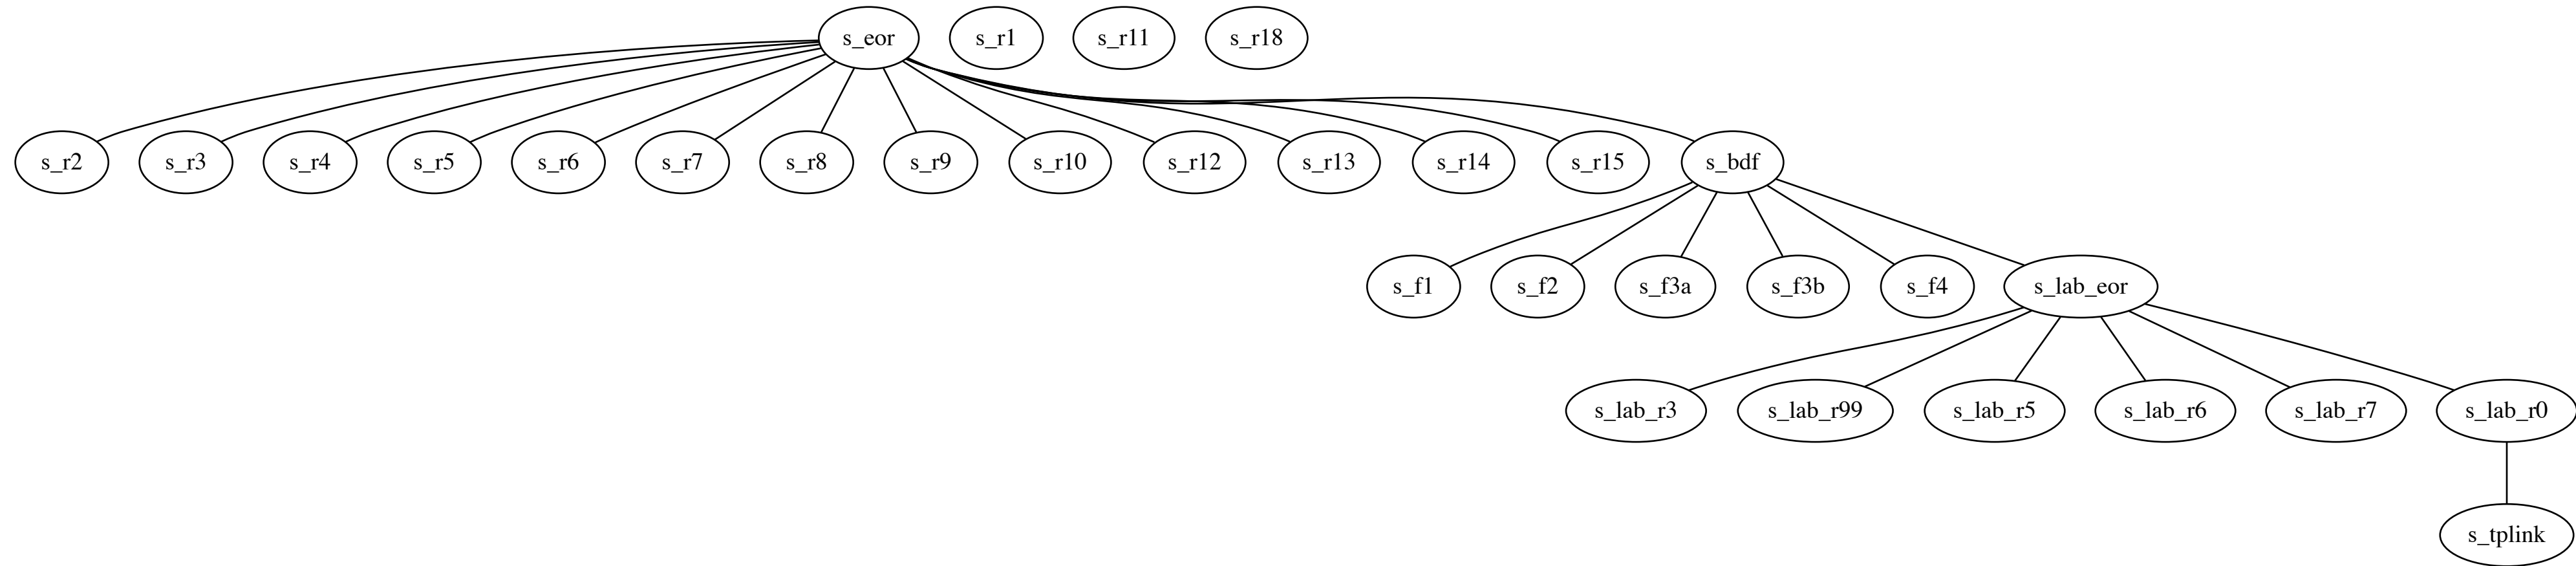 s_eor s_r1 s_r11 s_r18
s_r2 s_r3 s_r4 s_r5 s_r6 s_r7 s_r8 s_r9 s_r10 s_r12 s_r13 s_r14 s_r15 s_bdf
s_f1 s_f2 s_f3a s_f3b s_f4 s_lab_eor
s_lab_r3 s_lab_r99 s_lab_r5 s_lab_r6 s_lab_r7 s_lab_r0
s_tplink